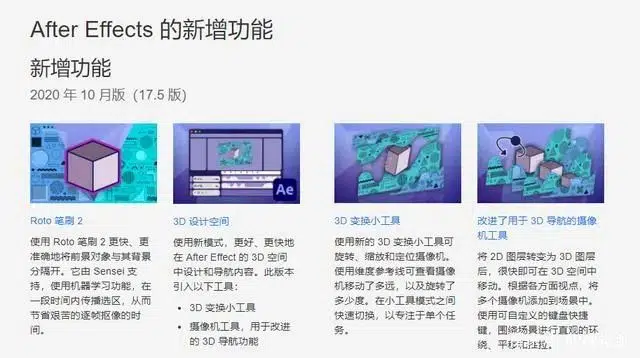 After Effects 的新增功能
新增功能
2020 年 10 月版（17.5 版）
Roto 笔刷 2
使用 Roto 笔刷 2 更快、更
准确地将前景对象与其背景
分隔开。它由 Sensei 支
持，使用机器学习功能，在
一段时间内传播选区，从而
节省艰苦的逐帧抠像的时
间。
Ae
3D 设计空间
使用新模式，更好、更快地
在 After Effect 的 3D 空间
中设计和导航内容。此版本
引入以下工具：
• 3D 变换小工具
• 摄像机工具，用于改进
的 3D 导航功能
3D 变换小工具
使用新的 3D 变换小工具可
旋转、缩放和定位摄像机。
使用维度参考线可查看摄像
机移动了多远，以及旋转了
多少度。在小工具模式之间
快速切换，以专注于单个任
务。
改进了用于 3D 导航的摄像
机工具
将 2D 图层转变为 3D 图层
后，很快即可在 3D 空间中
移动。根据各方面视点，将
多个摄像机添加到场景中。
使用可自定义的键盘快捷
键，围绕场景进行直观的环
绕、平移和推拉。